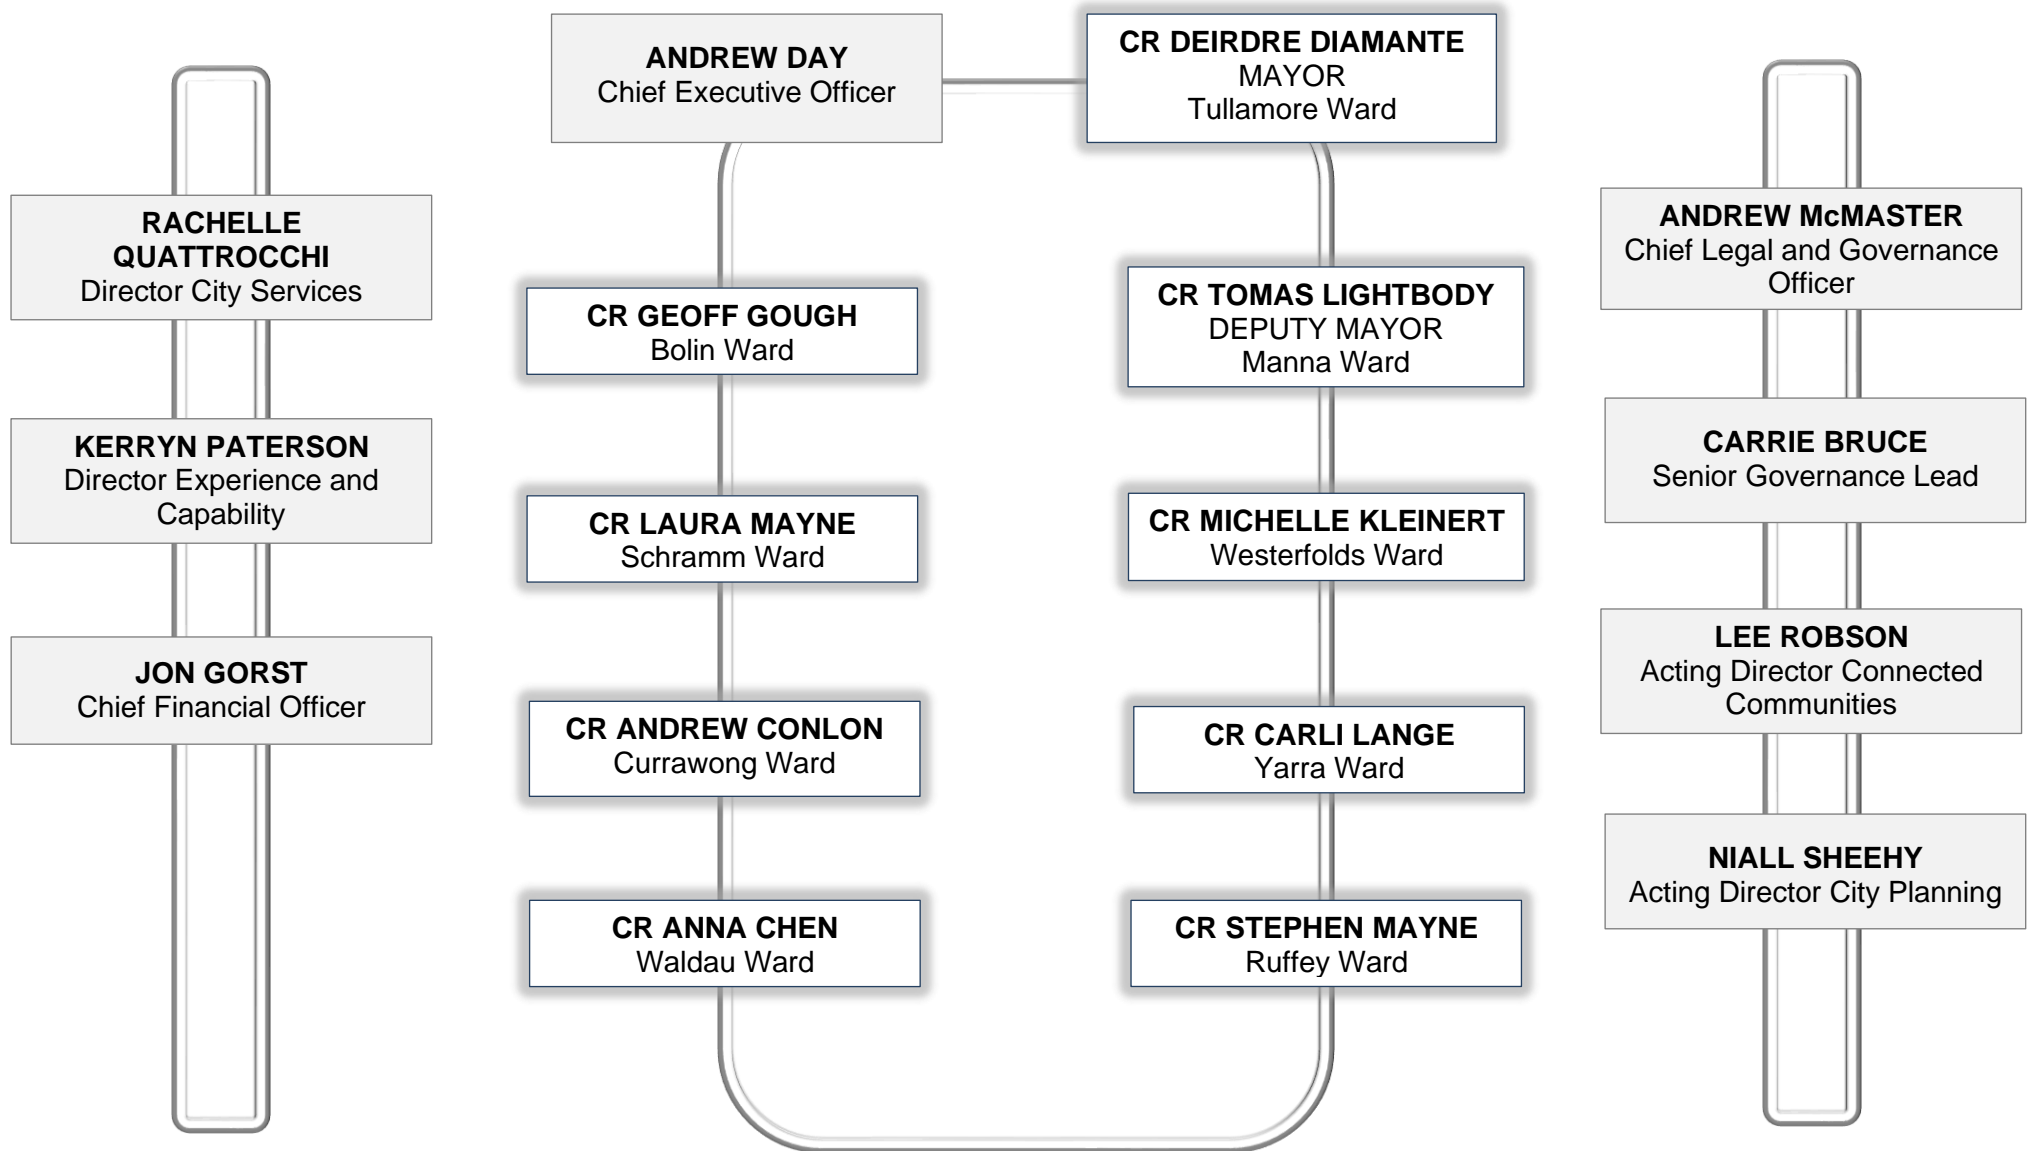 ANDREW DAY
Chief Executive Officer
CR DEIRDRE DIAMANTE
MAYOR
Tullamore Ward
RACHELLE
QUATTROCCHI
Director City Services
KERRYN PATERSON
Director Experience and
Capability
JON GORST
Chief Financial Officer
CR GEOFF GOUGH
Bolin Ward
CR LAURA MAYNE
Schramm Ward
CR ANDREW CONLON
Currawong Ward
CR ANNA CHEN
Waldau Ward
CR TOMAS LIGHTBODY
DEPUTY MAYOR
Manna Ward
CR MICHELLE KLEINERT
Westerfolds Ward
CR CARLI LANGE
Yarra Ward
CR STEPHEN MAYNE
Ruffey Ward
ANDREW McMASTER
Chief Legal and Governance
Officer
CARRIE BRUCE
Senior Governance Lead
LEE ROBSON
Acting Director Connected
Communities
NIALL SHEEHY
Acting Director City Planning